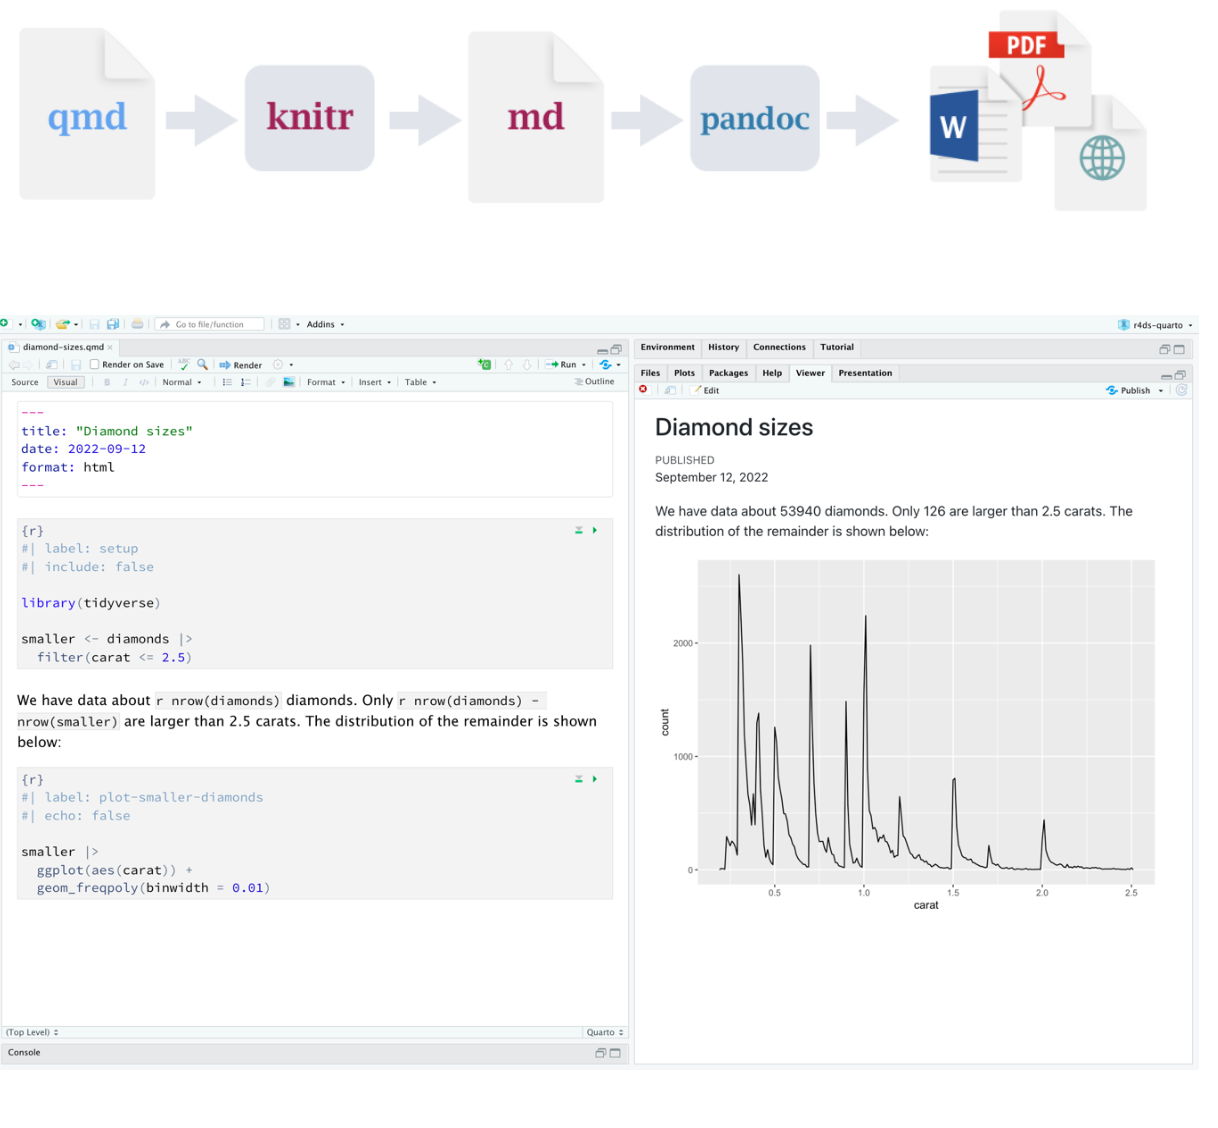 qmd
knitr
md
pandoc
W
PDF
Go to file/function
Addins
r4ds-quarto
diamond-sizes.qmd
Render on Save
ABC
Render
Run
Source
Visual
B
I
</>
Normal
Format
Insert
Table
Outline
---
title: "Diamond sizes"
date: 2022-09-12
format: html
---
{r}
#| label: setup
#| include: false
library(tidyverse)
smaller <- diamonds |>
filter(carat <= 2.5)
We have data about r nrow(diamonds) diamonds. Only r nrow(diamonds) -
nrow(smaller) are larger than 2.5 carats. The distribution of the remainder is shown
below:
{r}
#| label: plot-smaller-diamonds
#| echo: false
smaller |>
ggplot(aes(carat)) +
geom_freqpoly(binwidth = 0.01)
(Top Level)
Quarto
Console
Environment History Connections Tutorial
Files Plots Packages Help Viewer Presentation
Edit
Publish
Diamond sizes
PUBLISHED
September 12, 2022
We have data about 53940 diamonds. Only 126 are larger than 2.5 carats. The
distribution of the remainder is shown below:
count
2000
1000
0
0.5 1.0 1.5 2.0 2.5
carat